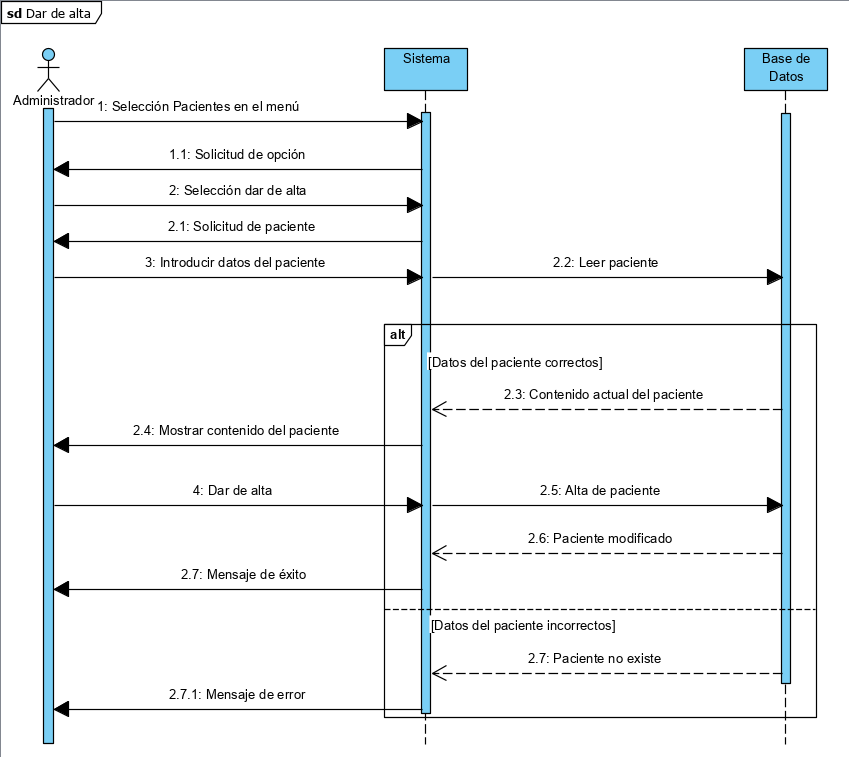 sd Dar de alta
Administrador
Sistema
Base de
Datos
1: Selección Pacientes en el menú
1.1: Solicitud de opción
2: Selección dar de alta
2.1: Solicitud de paciente
3: Introducir datos del paciente
2.2: Leer paciente
alt
[Datos del paciente correctos]
2.3: Contenido actual del paciente
2.4: Mostrar contenido del paciente
4: Dar de alta
2.5: Alta de paciente
2.6: Paciente modificado
2.7: Mensaje de éxito
[Datos del paciente incorrectos]
2.7: Paciente no existe
2.7.1: Mensaje de error